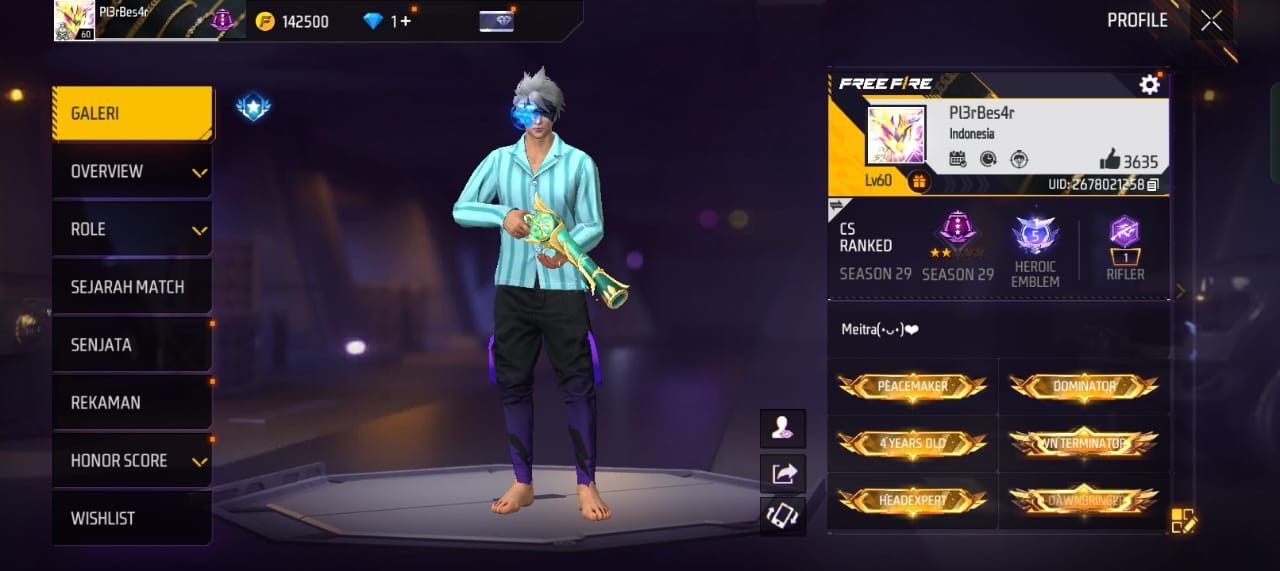 Pl3rBes4r
60
142500
1+
PROFILE
GALERI
OVERVIEW
ROLE
SEJARAH MATCH
SENJATA
REKAMAN
HONOR SCORE
WISHLIST
FREE FIRE
Pl3rBes4r
Indonesia
3635
Lv60
UID:2678021258
CS
RANKED
SEASON 29
SEASON 29
5
HEROIC
EMBLEM
1
RIFLER
Meitra(•ᴗ•)❤
PEACEMAKER
DOMINATOR
4 YEARS OLD
WN TERMINATOR
HEADEXPERT
DAWNBRINGER